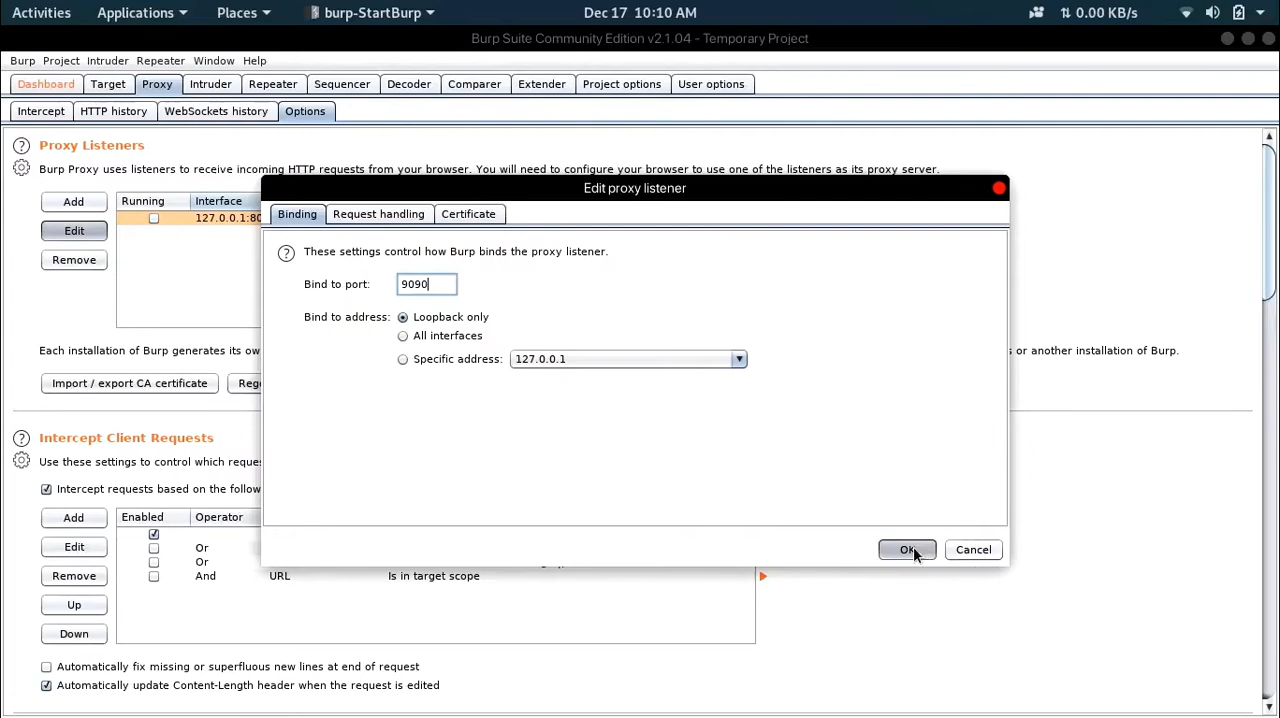 Activities Applications Places burp-StartBurp Dec 17 10:10 AM 0.00 KB/s
Burp Suite Community Edition v2.1.04 - Temporary Project
Burp Project Intruder Repeater Window Help
Dashboard Target Proxy Intruder Repeater Sequencer Decoder Comparer Extender Project options User options
Intercept HTTP history WebSockets history Options
? Proxy Listeners
Burp Proxy uses listeners to receive incoming HTTP requests from your browser. You will need to configure your browser to use one of the listeners as its proxy server.
Edit proxy listener
Add Running Interface
127.0.0.1:80
Edit
Remove
Binding Request handling Certificate
? These settings control how Burp binds the proxy listener.
Bind to port: 9090
Bind to address: Loopback only
All interfaces
Specific address: 127.0.0.1
OK Cancel
Each installation of Burp generates its ow s or another installation of Burp.
Import / export CA certificate Reg
? Intercept Client Requests
Use these settings to control which reque
Intercept requests based on the follow
Add Enabled Operator
Edit Or
Or
Remove And URL Is in target scope
Up
Down
Automatically fix missing or superfluous new lines at end of request
Automatically update Content-Length header when the request is edited